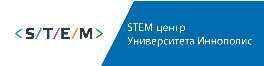 <S/T/E/M>
STEM центр
Университета Иннополис